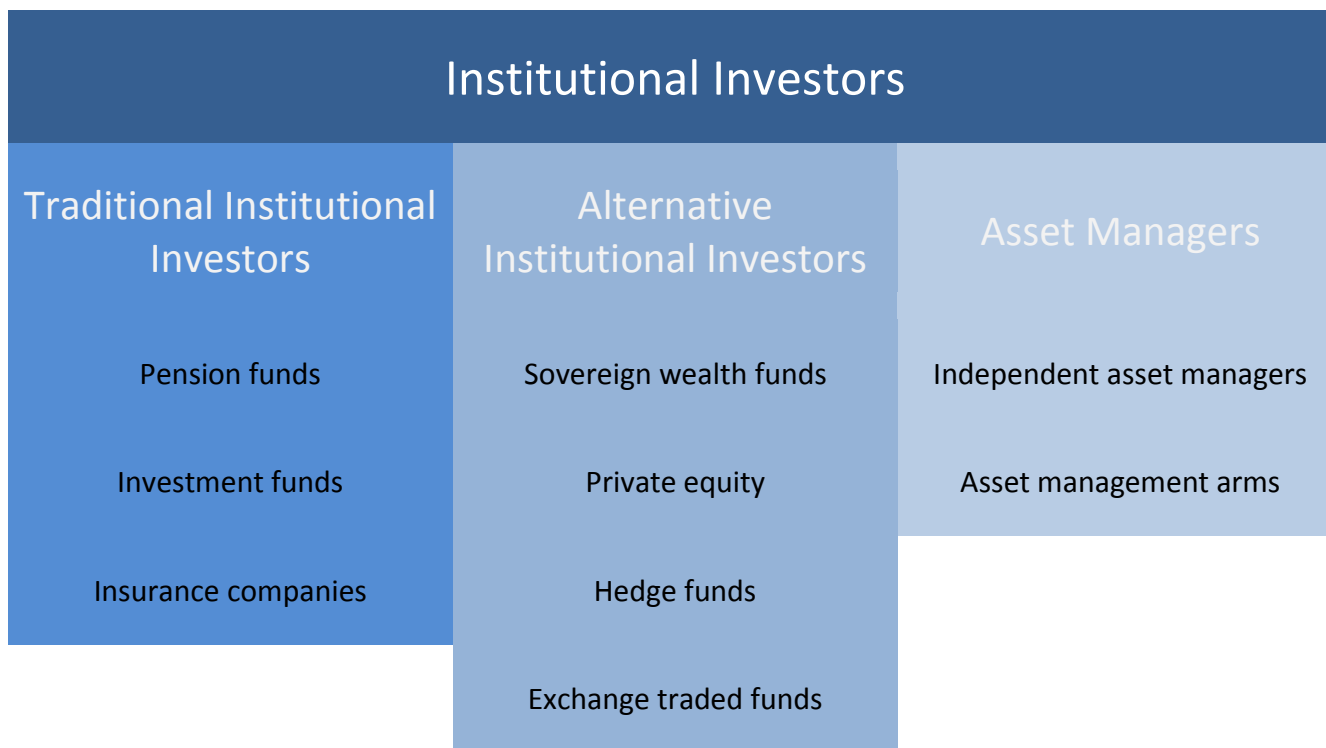 Institutional Investors
Traditional Institutional
Investors
Pension funds
Investment funds
Insurance companies
Alternative
Institutional Investors
Sovereign wealth funds
Private equity
Hedge funds
Exchange traded funds
Asset Managers
Independent asset managers
Asset management arms